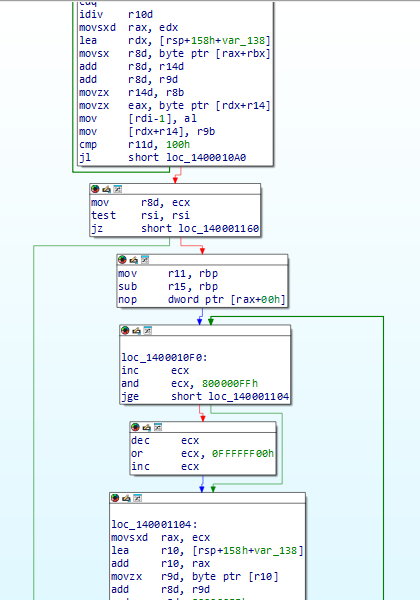 cdq
idiv r10d
movsxd rax, edx
lea rdx, [rsp+158h+var_138]
movsx r8d, byte ptr [rax+rbx]
add r8d, r14d
add r8d, r9d
movzx r14d, r8b
movzx eax, byte ptr [rdx+r14]
mov [rdi-1], al
mov [rdx+r14], r9b
cmp r11d, 100h
jl short loc_1400010A0
mov r8d, ecx
test rsi, rsi
jz short loc_140001160
mov r11, rbp
sub r15, rbp
nop dword ptr [rax+00h]
loc_1400010F0:
inc ecx
and ecx, 800000FFh
jge short loc_140001104
dec ecx
or ecx, 0FFFFFF00h
inc ecx
loc_140001104:
movsxd rax, ecx
lea r10, [rsp+158h+var_138]
add r10, rax
movzx r9d, byte ptr [r10]
add r8d, r9d